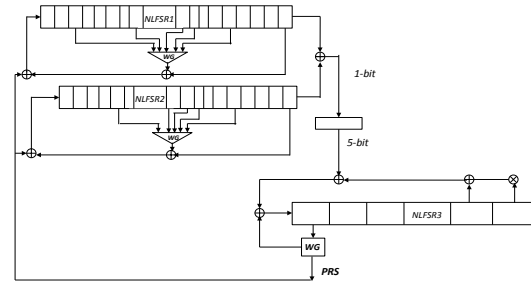 NLFSR1
WG
1-bit
NLFSR2
WG
5-bit
NLFSR3
WG
PRS